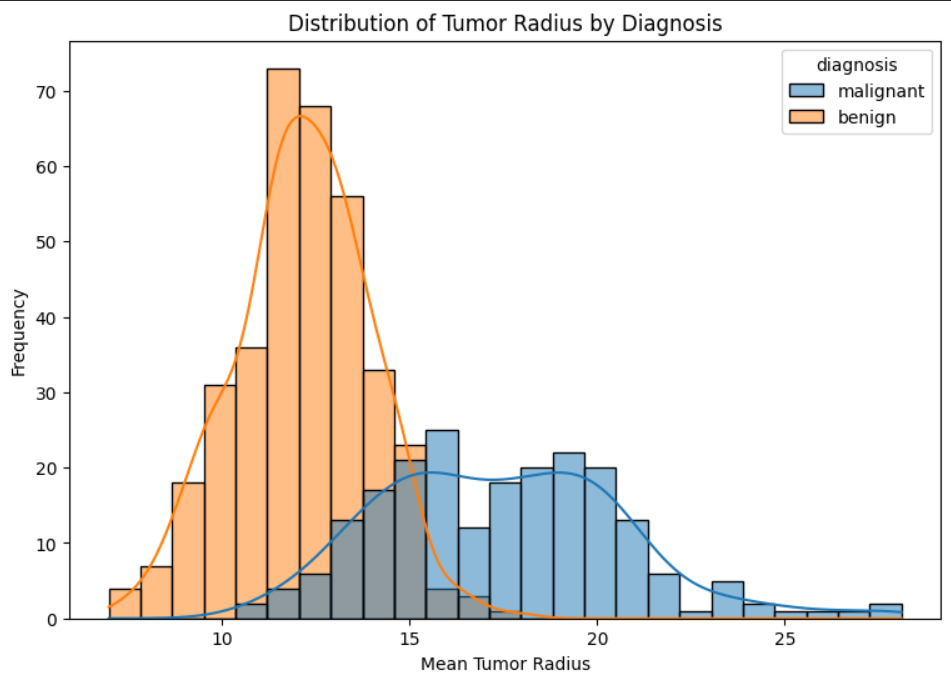 Distribution of Tumor Radius by Diagnosis
diagnosis
malignant
benign
Frequency
70
60
50
40
30
20
10
0
10
15
20
25
Mean Tumor Radius